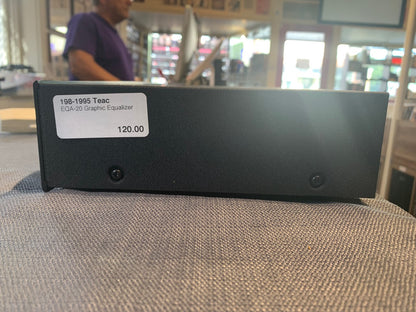 198-1995 Teac
EQA-20 Graphic Equalizer
120.00